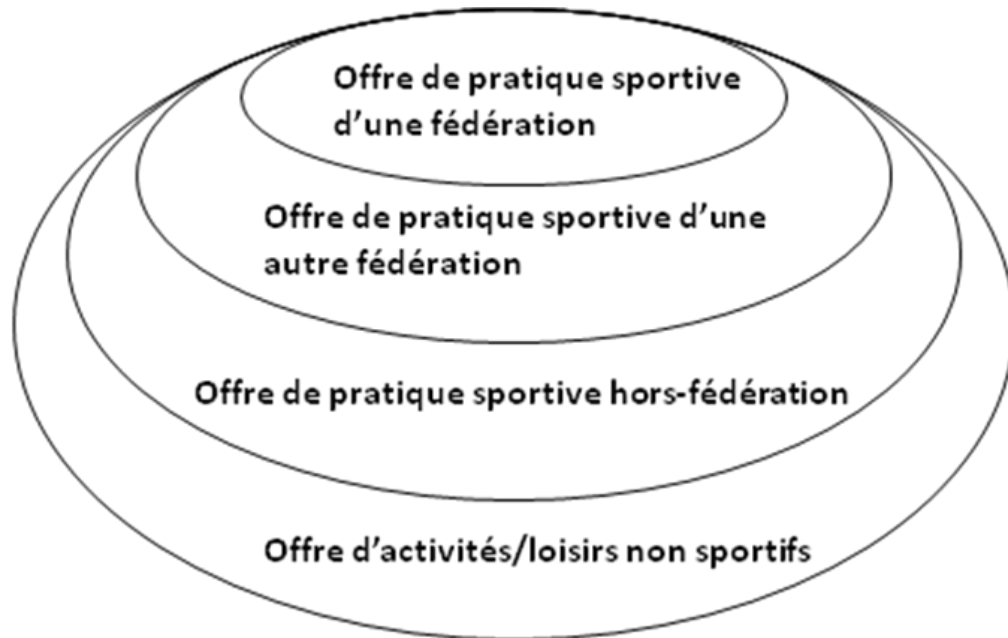 Offre de pratique sportive
d’une fédération
Offre de pratique sportive d’une
autre fédération
Offre de pratique sportive hors-fédération
Offre d’activités/loisirs non sportifs